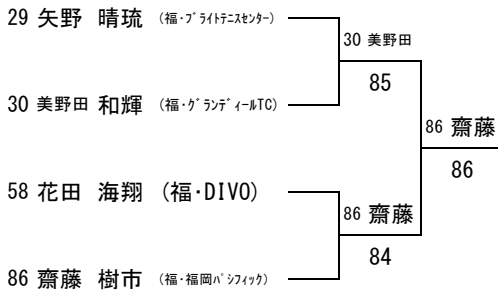 29 矢野 晴琉 (福・ﾌﾞﾗｲﾄﾃﾆｽｾﾝﾀｰ)
30 美野田
85
30 美野田 和輝 (福・ｸﾞﾗﾝﾃﾞｨｰﾙTC)
86 齋藤
86
58 花田 海翔 (福・DIVO)
86 齋藤
84
86 齋藤 樹市 (福・福岡ﾊﾟｼﾌｨｯｸ)